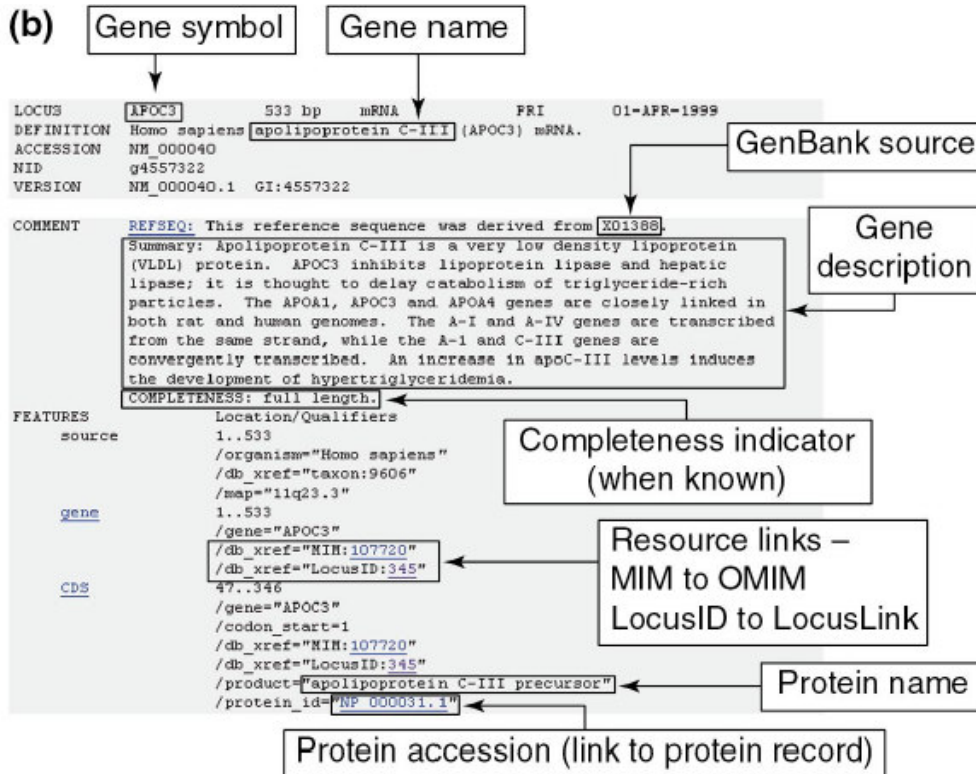 (b)
Gene symbol
Gene name
LOCUS APOC3 533 bp mRNA PRI 01-APR-1999
DEFINITION Homo sapiens apolipoprotein C-III (APOC3) mRNA.
ACCESSION NM_000040
NID g4557322
VERSION NM_000040.1 GI:4557322
GenBank source
COMMENT REFSEQ: This reference sequence was derived from X01388.
Summary: Apolipoprotein C-III is a very low density lipoprotein
(VLDL) protein. APOC3 inhibits lipoprotein lipase and hepatic
lipase; it is thought to delay catabolism of triglyceride-rich
particles. The APOA1, APOC3 and APOA4 genes are closely linked in
both rat and human genomes. The A-I and A-IV genes are transcribed
from the same strand, while the A-1 and C-III genes are
convergently transcribed. An increase in apoC-III levels induces
the development of hypertriglyceridemia.
Gene
description
COMPLETENESS: full length.
Completeness indicator
(when known)
FEATURES Location/Qualifiers
source 1..533
/organism="Homo sapiens"
/db_xref="taxon:9606"
/map="11q23.3"
gene 1..533
/gene="APOC3"
/db_xref="MIM:107720"
/db_xref="LocusID:345"
Resource links –
MIM to OMIM
LocusID to LocusLink
CDS 47..346
/gene="APOC3"
/codon_start=1
/db_xref="MIM:107720"
/db_xref="LocusID:345"
/product="apolipoprotein C-III precursor"
Protein name
/protein_id="NP_000031.1"
Protein accession (link to protein record)